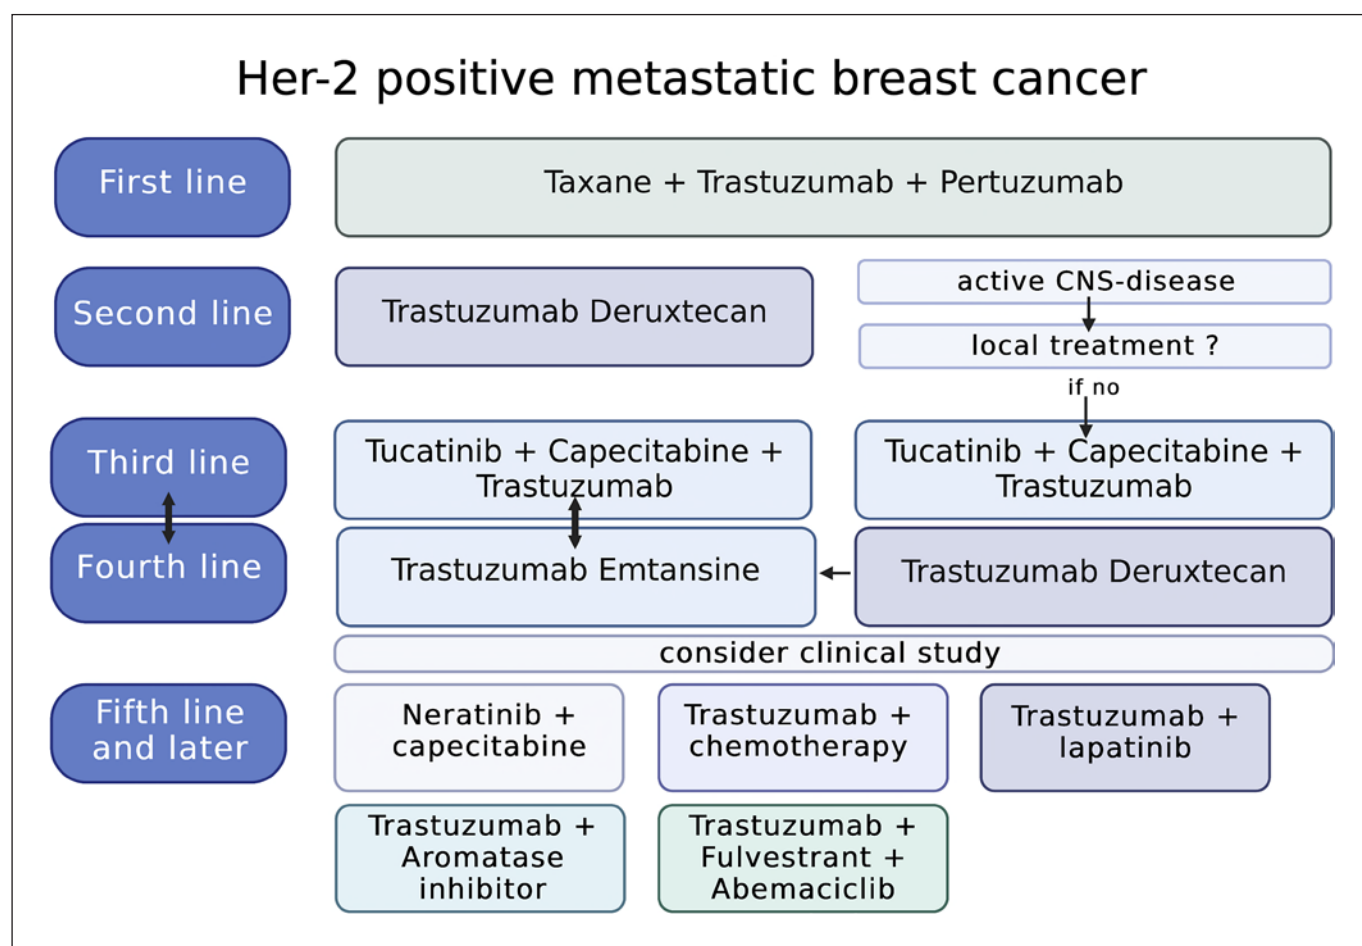 Her-2 positive metastatic breast cancer
First line
Taxane + Trastuzumab + Pertuzumab
Second line
Trastuzumab Deruxtecan
active CNS-disease
local treatment ?
if no
Third line
Tucatinib + Capecitabine +
Trastuzumab
Tucatinib + Capecitabine +
Trastuzumab
Fourth line
Trastuzumab Emtansine
Trastuzumab Deruxtecan
consider clinical study
Fifth line
and later
Neratinib +
capecitabine
Trastuzumab +
chemotherapy
Trastuzumab +
lapatinib
Trastuzumab +
Aromatase
inhibitor
Trastuzumab +
Fulvestrant +
Abemaciclib